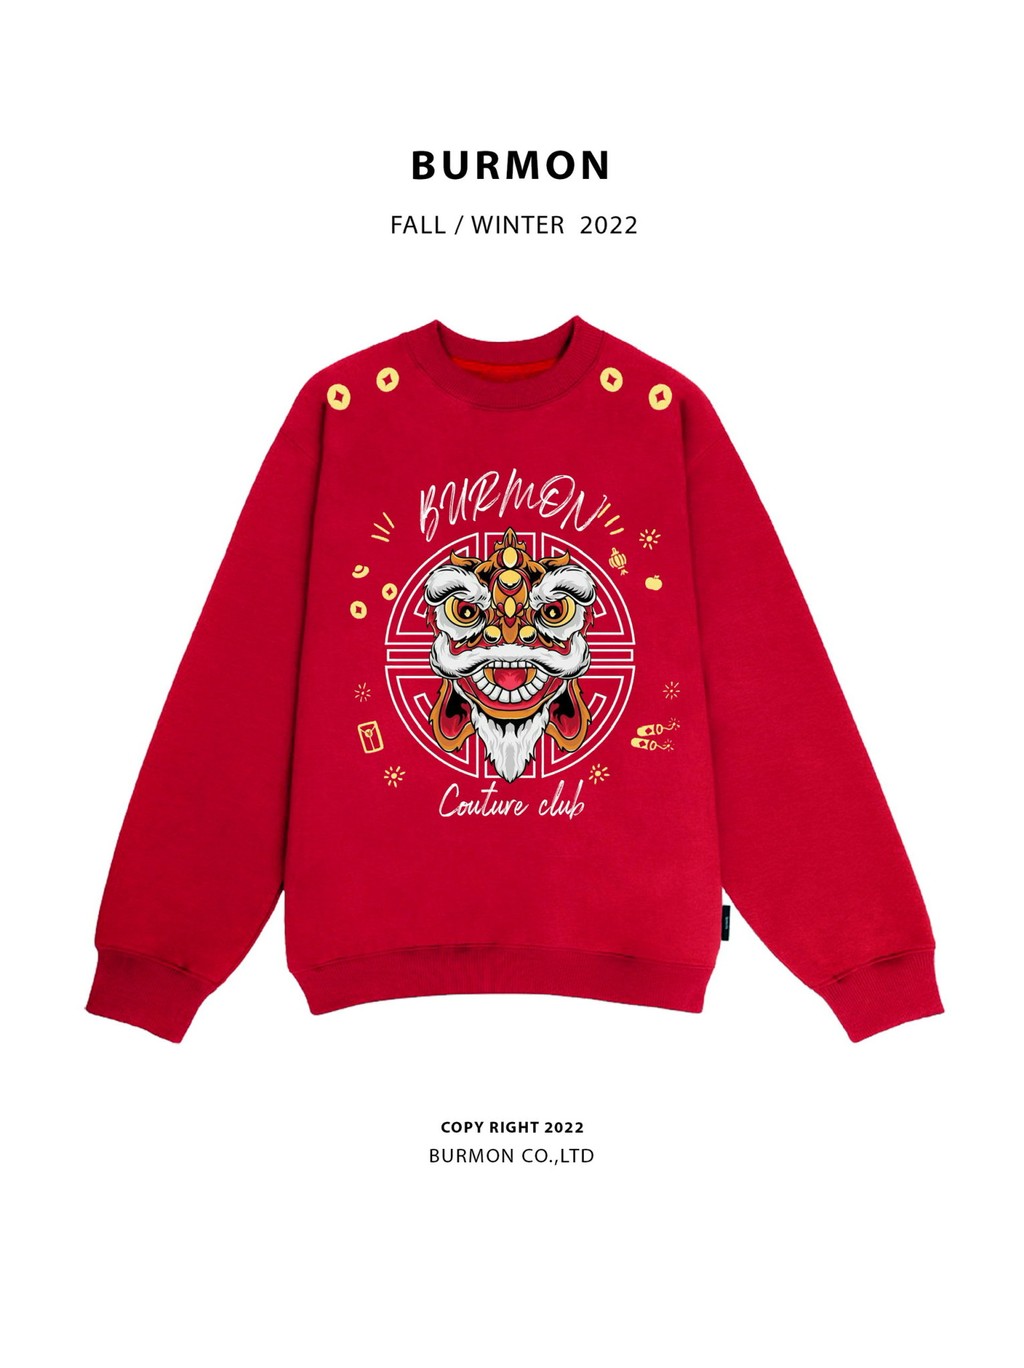 BURMON
FALL / WINTER 2022
BURMON
Couture club
COPY RIGHT 2022
BURMON CO.,LTD